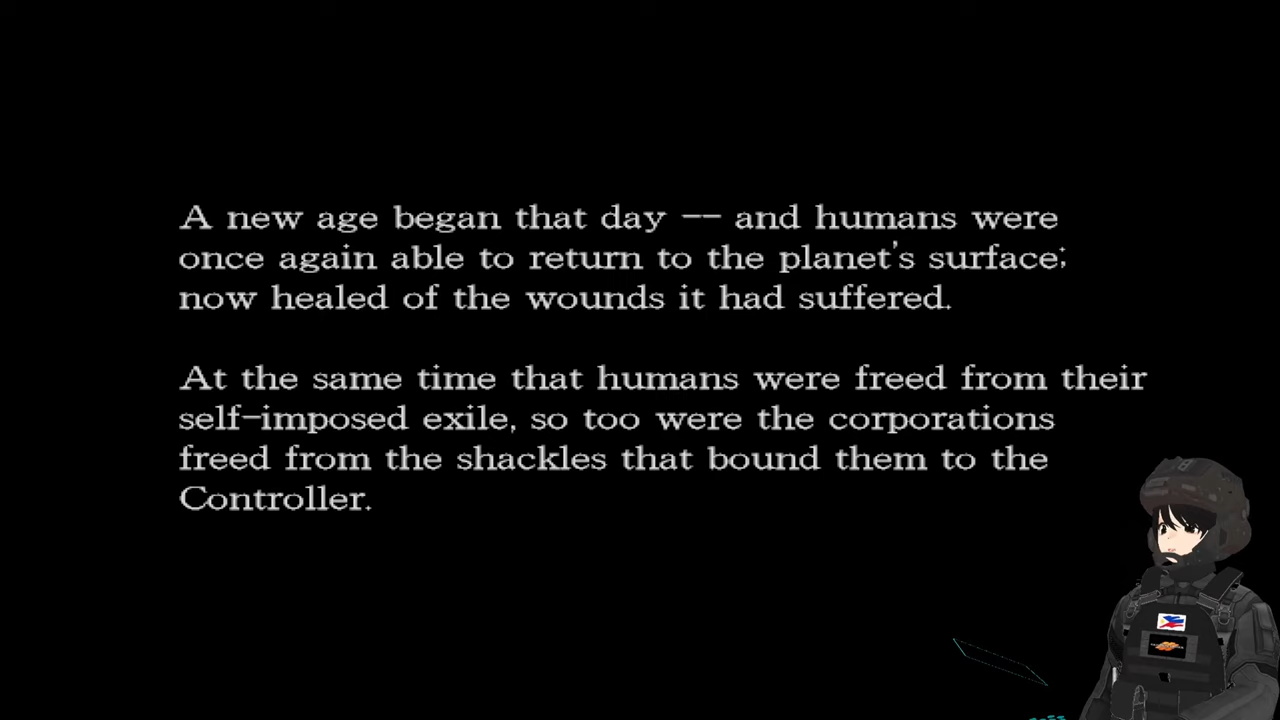 A new age began that day -- and humans were
once again able to return to the planet's surface;
now healed of the wounds it had suffered.
At the same time that humans were freed from their
self-imposed exile, so too were the corporations
freed from the shackles that bound them to the
Controller.